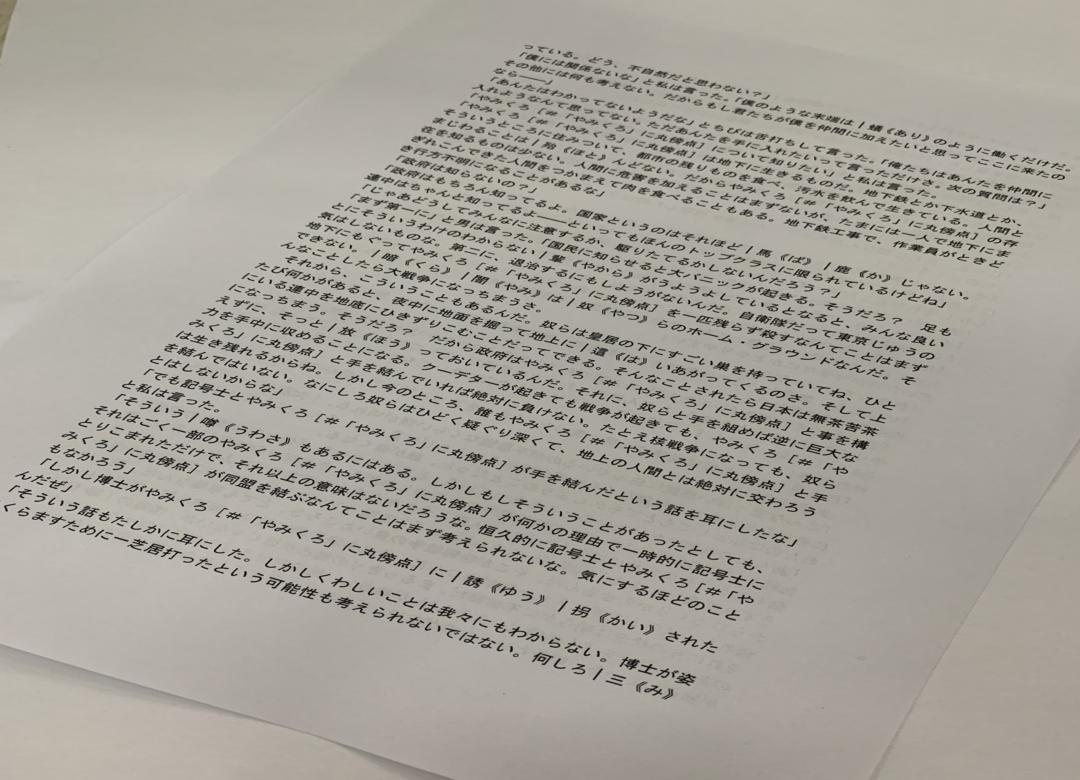 っている。どう、不自然だと思わない？」
「僕には関係ないな」と私は言った。「僕のような末端は｜蟻《あり》のように働くだけだ。
その他には何も考えない。だからもし君たちが僕を仲間に加えたいと思ってここに来たの
なら——」
「あんたはわかってないようだな」とちびは舌打ちして言った。「俺たちはあんたを仲間に
入れようなんて思ってない。ただあんたを手に入れたいって言っただけさ。次の質問は？」
「やみくろ［＃「やみくろ」に丸傍点］について知りたい」と私は言った。
「やみくろ［＃「やみくろ」に丸傍点］は地下に生きるものだ。地下鉄とか下水道とか、
そういうところに住みついて、都市の残りものを食べ、汚水を飲んで生きている。人間と
まじわることは｜殆《ほと》んどない。だからやみくろ［＃「やみくろ」に丸傍点］の存
在を知るものは少ない。人間に危害を加えることはまずないが、たまには一人で地下にま
ぎれこんできた人間をつかまえて肉を食べることもある。地下鉄工事で、作業員がときど
き行方不明になることがあるな」
「政府は知らないの？」
「政府はもちろん知ってるよ。国家というのはそれほど｜馬《ば》｜鹿《か》じゃない。
連中はちゃんと知ってるよ——といってもほんのトップクラスに限られているけどね」
「じゃあどうしてみんなに注意するか、駆りたてるかしないんだろう？」
「まず第一に」と男は言った。「国民に知らせると大パニックが起きる。そうだろ？　足も
とにそういうわけのわからない｜輩《やから》がうようよしているとなると、みんな良い
気はしないものな。第二に、退治するにもしようがないんだ。自衛隊だって東京じゅうの
地下にもぐってやみくろ［＃「やみくろ」に丸傍点］を一匹残らず殺すなんてことはまず
できない。｜暗《くら》｜闇《やみ》は｜奴《やつ》らのホーム・グラウンドなんだ。そ
んなことしたら大戦争になっちまうさ。
それから、こういうこともあるんだ。奴らは皇居の下にすごい巣を持っていてね、ひと
たび何かがあると、夜中に地面を掘って地上に｜這《は》いあがってくるのさ。そして上
にいる連中を地底にひきずりこむことだってできる。そんなことされたら日本は無茶苦茶
になっちまう。そうだろ？　だから政府はやみくろ［＃「やみくろ」に丸傍点］と事を構
えずに、そっと｜放《ほう》っておいているんだ。それに、奴らと手を組めば逆に巨大な
力を手中に収めることになる。クーデターが起きても戦争が起きても、やみくろ［＃「や
みくろ」に丸傍点］と手を結んでいれば絶対に負けない。たとえ核戦争になっても、奴ら
は生き残れるからね。しかし今のところ、誰もやみくろ［＃「やみくろ」に丸傍点］と手
を結んではいない。なにしろ奴らはひどく疑ぐり深くて、地上の人間とは絶対に交わろう
とはしないからな」
「でも記号士とやみくろ［＃「やみくろ」に丸傍点］が手を結んだという話を耳にしたな」
と私は言った。
「そういう｜噂《うわさ》もあるにはある。しかしもしそういうことがあったとしても、
それはごく一部のやみくろ［＃「やみくろ」に丸傍点］が何かの理由で一時的に記号士に
とりこまれただけで、それ以上の意味はないだろうな。恒久的に記号士とやみくろ［＃「や
みくろ」に丸傍点］が同盟を結ぶなんてことはまず考えられないな。気にするほどのこと
もなかろう」
「しかし博士がやみくろ［＃「やみくろ」に丸傍点］に｜誘《ゆう》｜拐《かい》された
んだぜ」
「そういう話もたしかに耳にした。しかしくわしいことは我々にもわからない。博士が姿
くらますために一芝居打ったという可能性も考えられないではない。何しろ｜三《み》